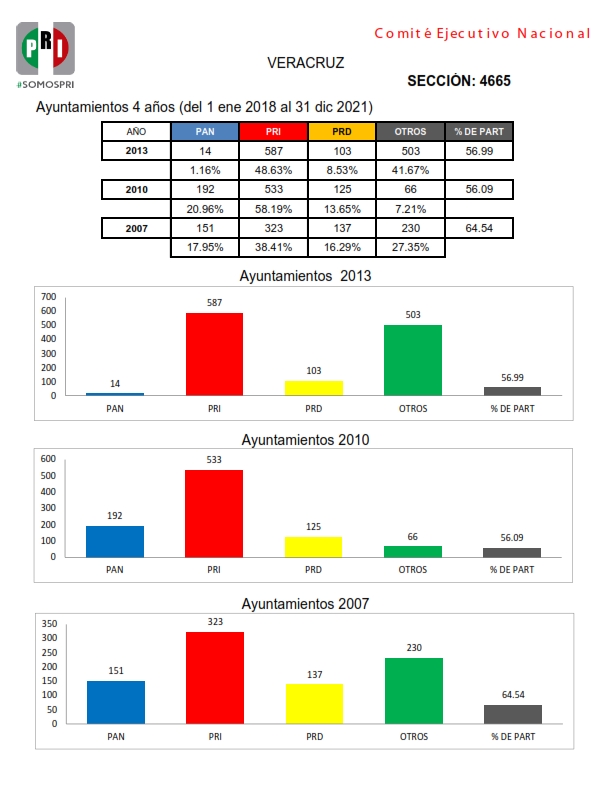 Comité Ejecutivo Nacional
PRI
#SOMOSPRI
VERACRUZ
SECCIÓN: 4665
Ayuntamientos 4 años (del 1 ene 2018 al 31 dic 2021)
AÑO PAN PRI PRD OTROS % DE PART
2013 14 587 103 503 56.99
1.16% 48.63% 8.53% 41.67%
2010 192 533 125 66 56.09
20.96% 58.19% 13.65% 7.21%
2007 151 323 137 230 64.54
17.95% 38.41% 16.29% 27.35%
Ayuntamientos 2013
700
600
500
400
300
200
100
0
14 587 103 503 56.99
PAN PRI PRD OTROS % DE PART
Ayuntamientos 2010
600
500
400
300
200
100
0
192 533 125 66 56.09
PAN PRI PRD OTROS % DE PART
Ayuntamientos 2007
350
300
250
200
150
100
50
0
151 323 137 230 64.54
PAN PRI PRD OTROS % DE PART